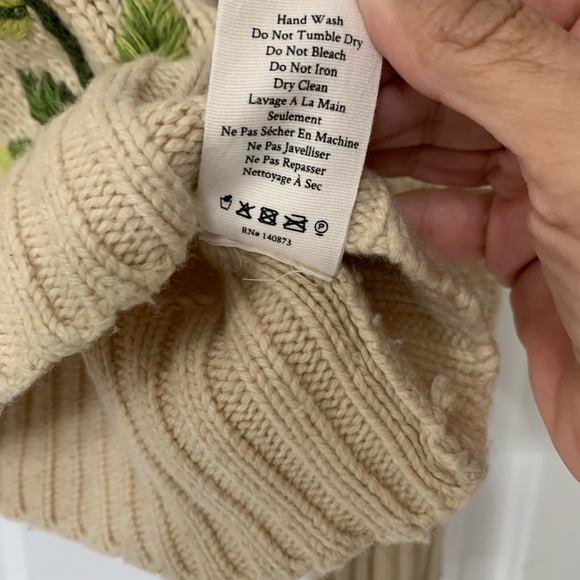 Hand Wash
Do Not Tumble Dry
Do Not Bleach
Do Not Iron
Dry Clean
Lavage À La Main
Seulement
Ne Pas Sécher En Machine
Ne Pas Javelliser
Ne Pas Repasser
Nettoyage À Sec
P
RN# 140873